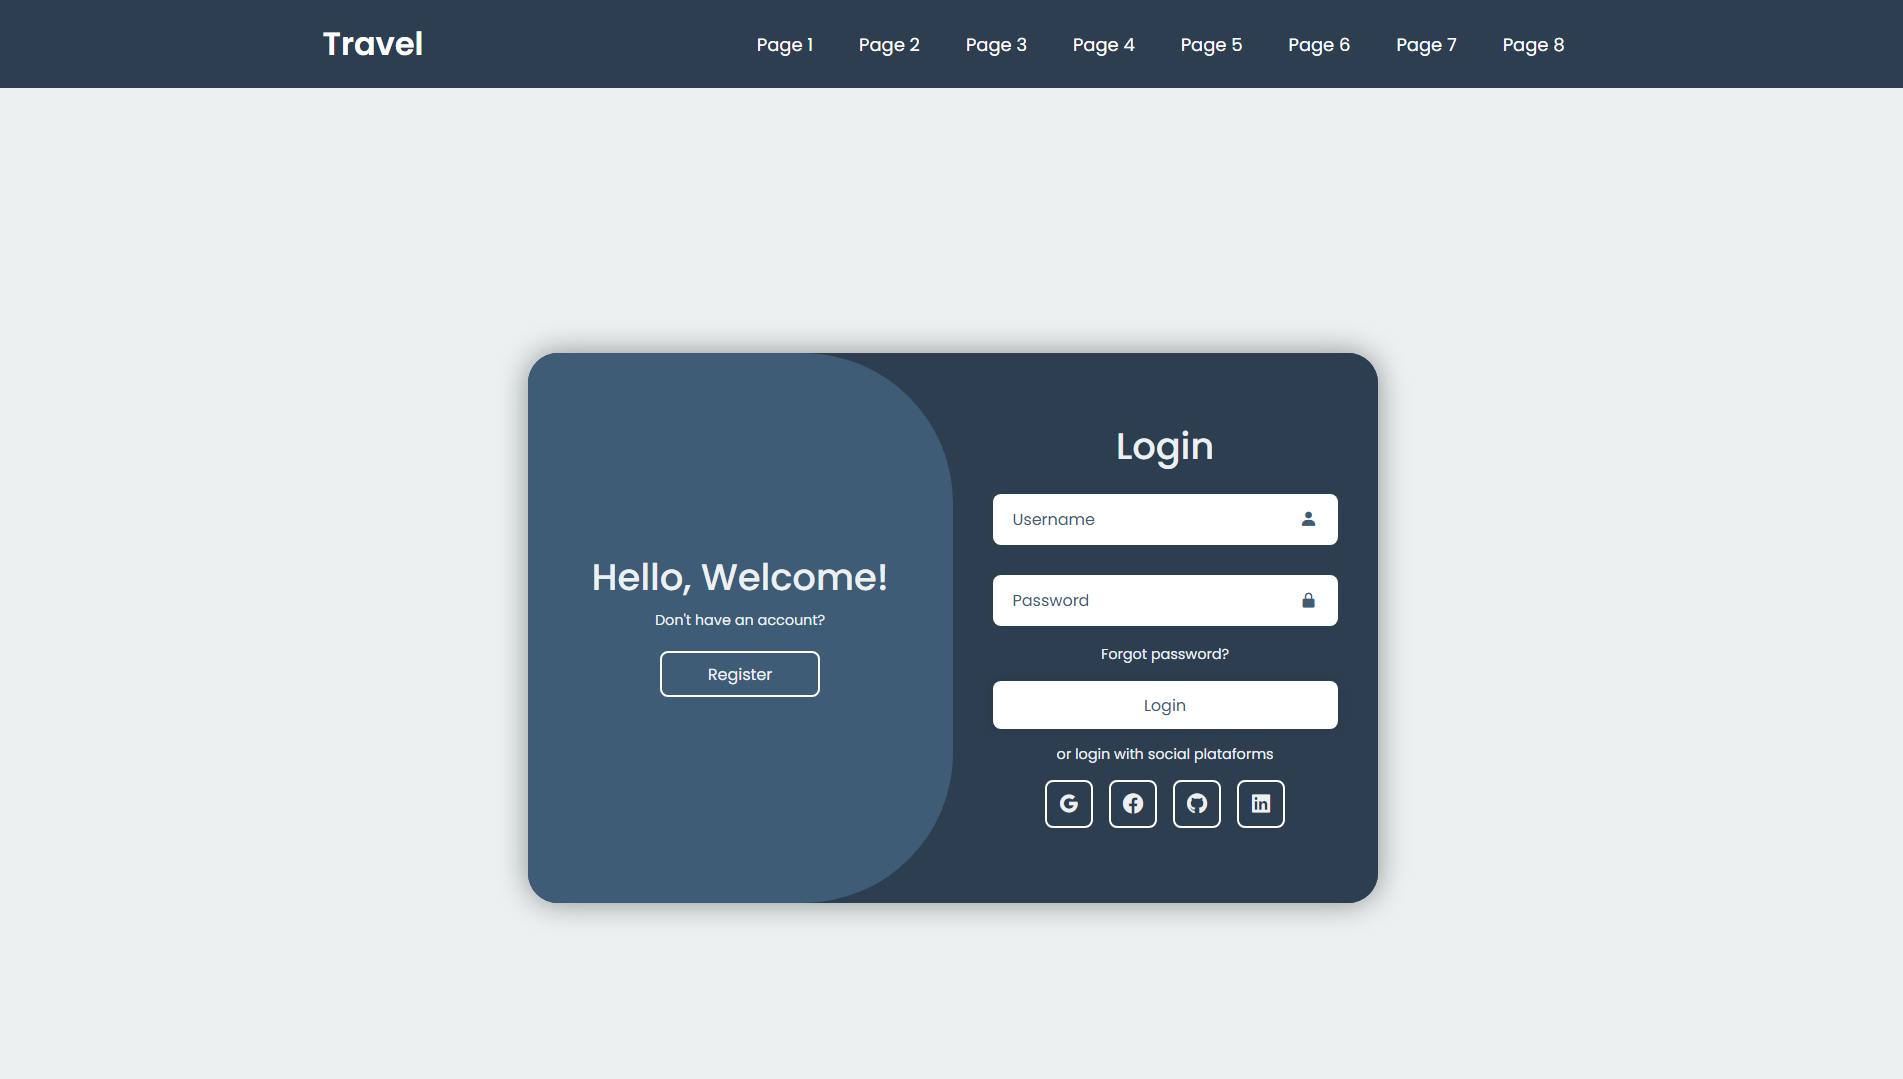 Travel
Page 1 Page 2 Page 3 Page 4 Page 5 Page 6 Page 7 Page 8
Hello, Welcome!
Don't have an account?
Register
Login
Username
Password
Forgot password?
Login
or login with social plataforms